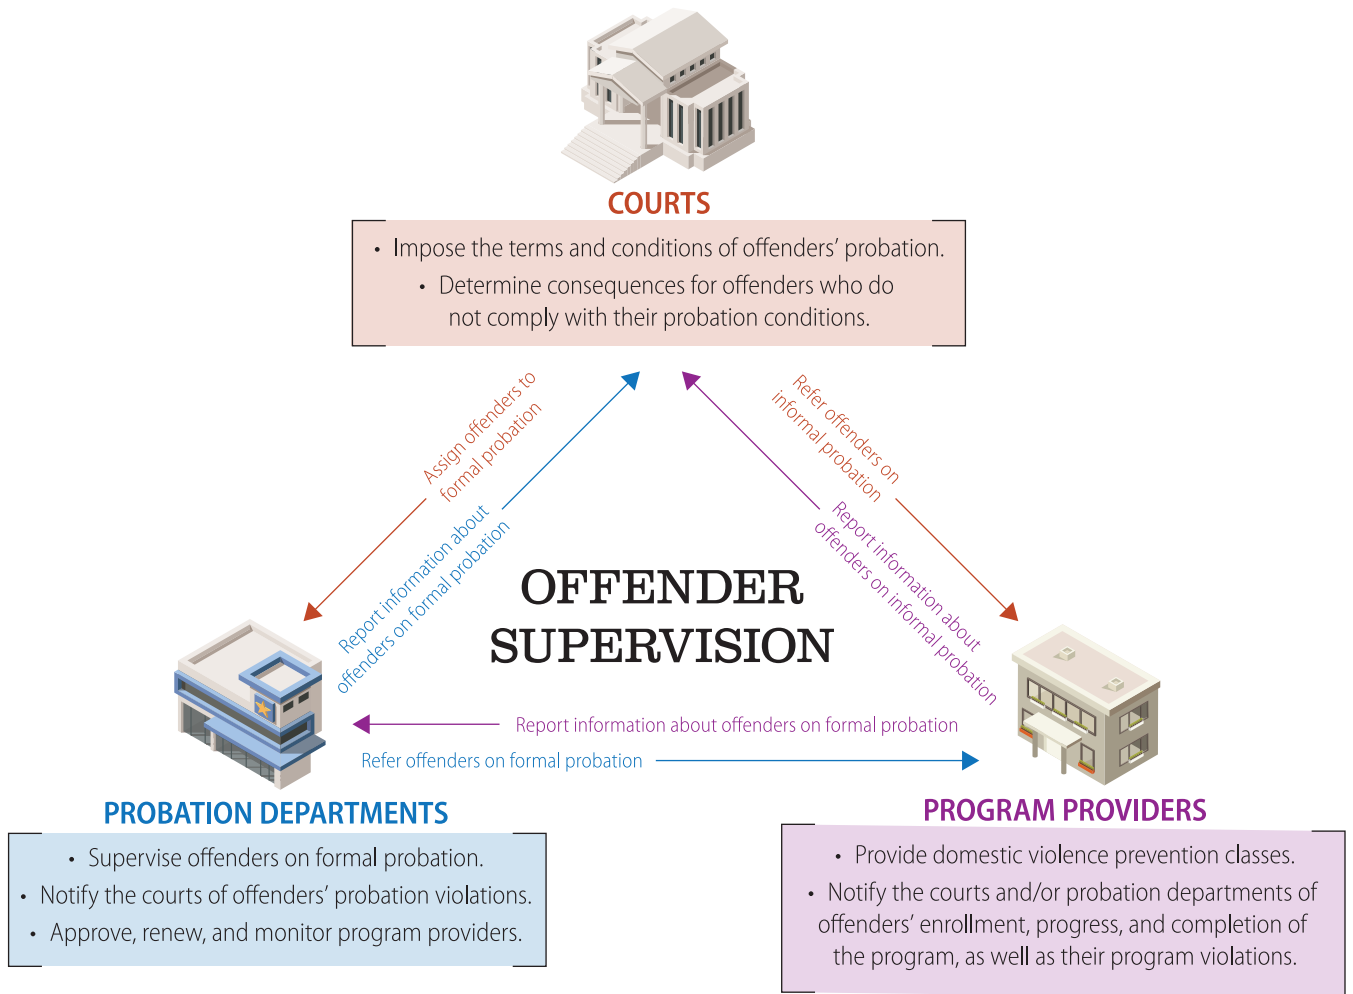 COURTS
• Impose the terms and conditions of offenders’ probation.
• Determine consequences for offenders who do
not comply with their probation conditions.
Assign offenders to
formal probation
Report information about
offenders on formal probation
Refer offenders on
informal probation
Report information about
offenders on informal probation
OFFENDER
SUPERVISION
Report information about offenders on formal probation
Refer offenders on formal probation
PROBATION DEPARTMENTS
• Supervise offenders on formal probation.
• Notify the courts of offenders’ probation violations.
• Approve, renew, and monitor program providers.
PROGRAM PROVIDERS
• Provide domestic violence prevention classes.
• Notify the courts and/or probation departments of
offenders’ enrollment, progress, and completion of
the program, as well as their program violations.